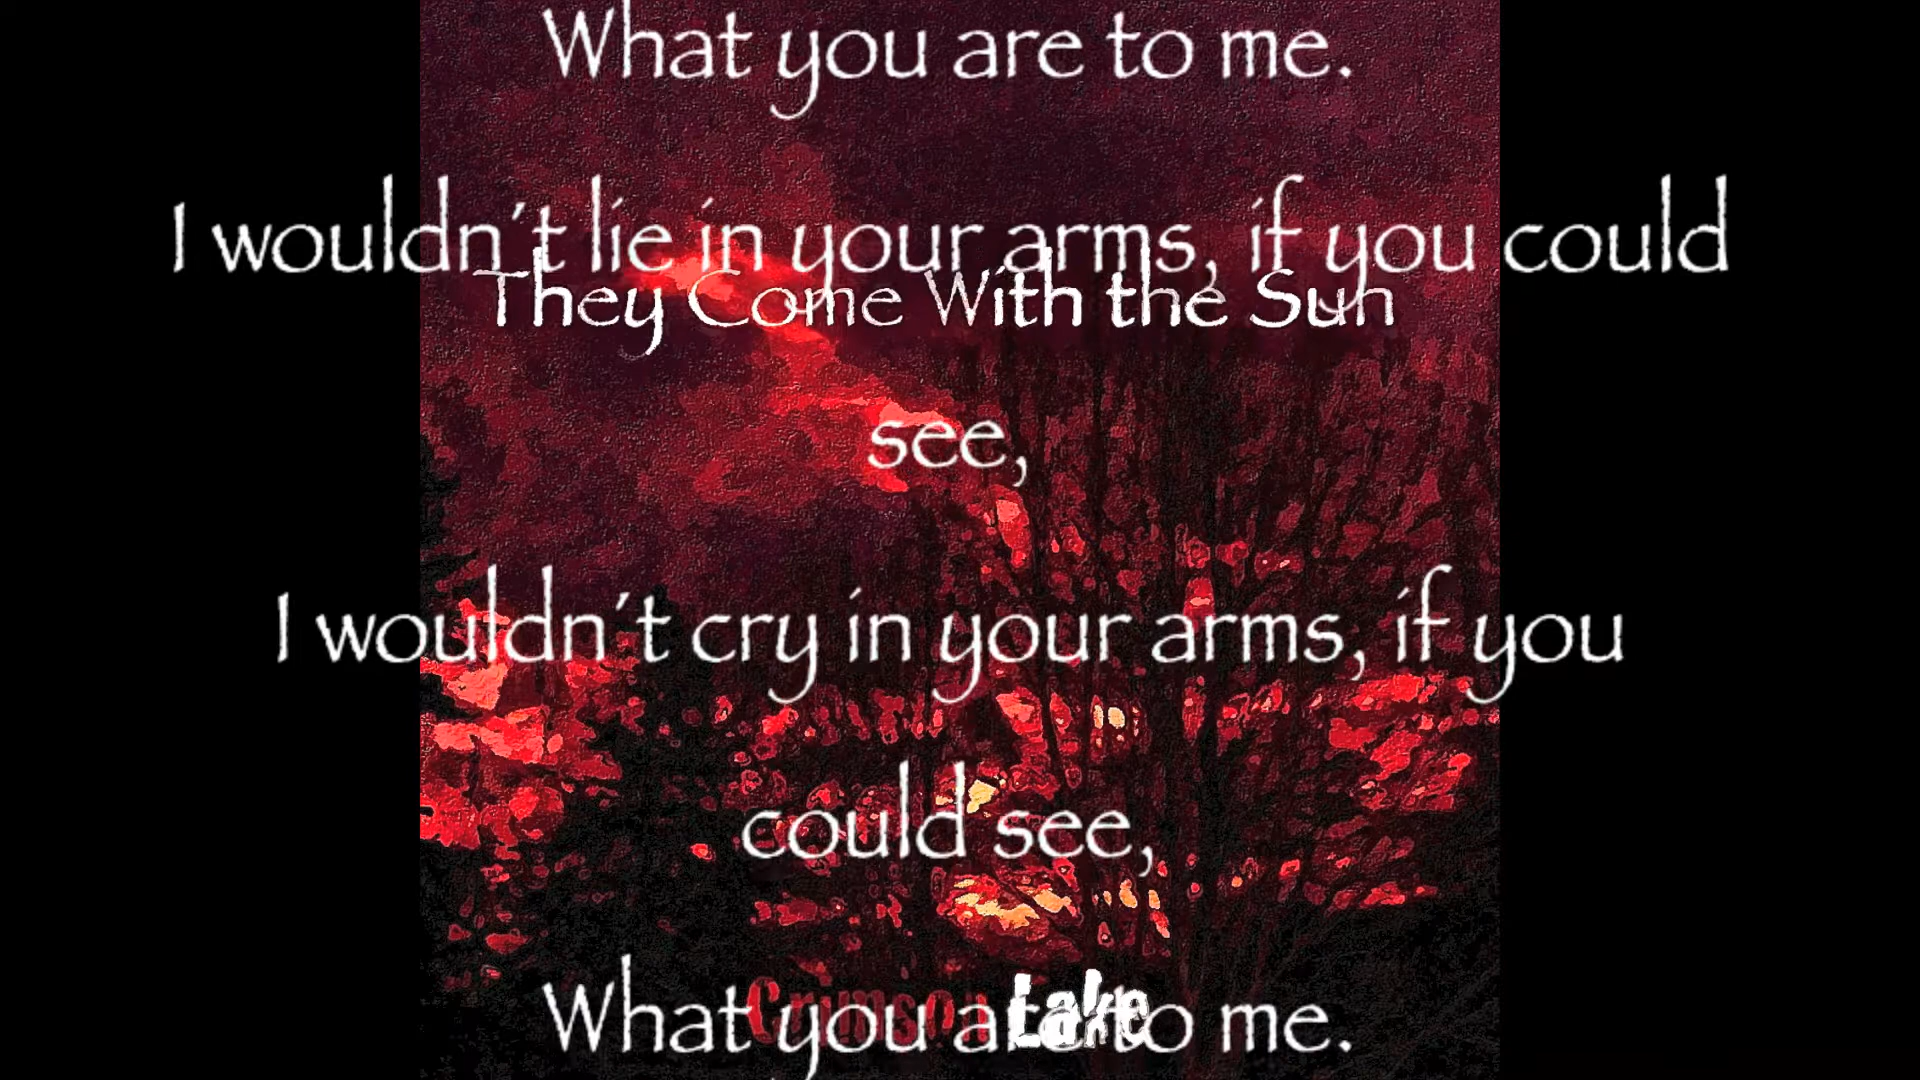 What you are to me.
I wouldn't lie in your arms, if you could
They Come With the Sun
see,
I wouldn't cry in your arms, if you
could see,
What you are to me.
Crimson Lake